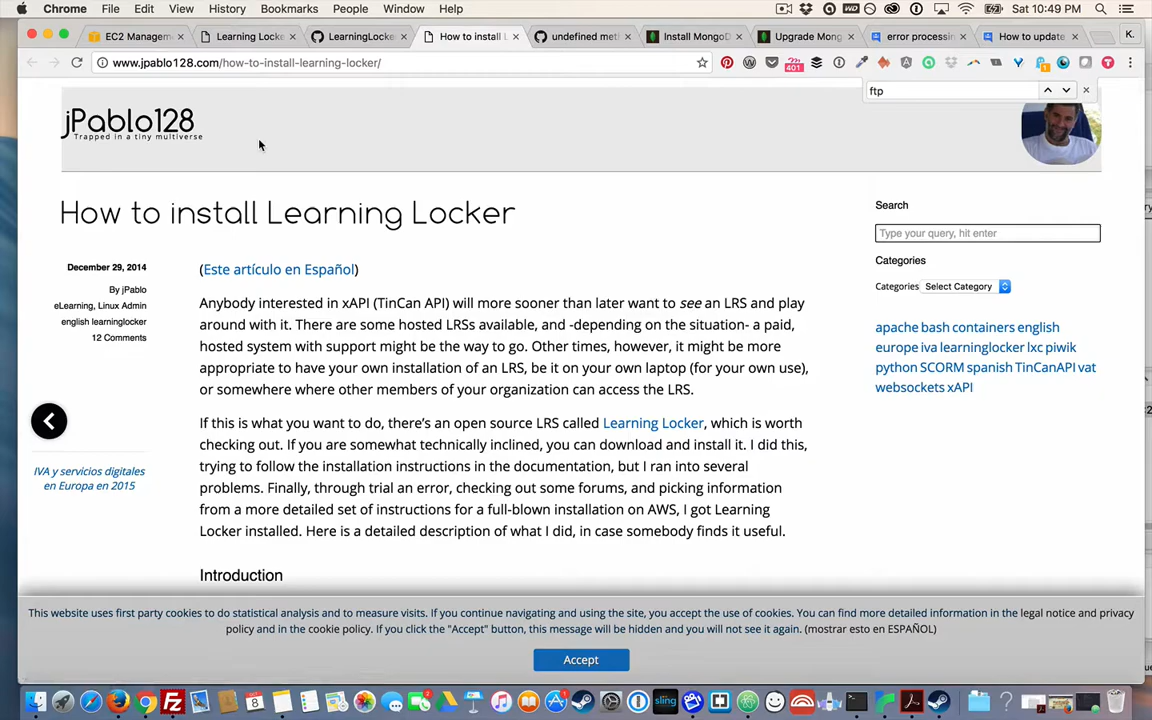 Chrome File Edit View History Bookmarks People Window Help Sat 10:49 PM
EC2 Managem
Learning Locke
LearningLocke
How to install L
undefined met
Install MongoD
Upgrade Mong
error processin
How to update
K.
www.jpablo128.com/how-to-install-learning-locker/
401
ftp
jPablo128
Trapped in a tiny multiverse
How to install Learning Locker
December 29, 2014
By jPablo
eLearning, Linux Admin
english learninglocker
12 Comments
IVA y servicios digitales
en Europa en 2015
(Este artículo en Español)
Anybody interested in xAPI (TinCan API) will more sooner than later want to see an LRS and play
around with it. There are some hosted LRSs available, and -depending on the situation- a paid,
hosted system with support might be the way to go. Other times, however, it might be more
appropriate to have your own installation of an LRS, be it on your own laptop (for your own use),
or somewhere where other members of your organization can access the LRS.
If this is what you want to do, there's an open source LRS called Learning Locker, which is worth
checking out. If you are somewhat technically inclined, you can download and install it. I did this,
trying to follow the installation instructions in the documentation, but I ran into several
problems. Finally, through trial an error, checking out some forums, and picking information
from a more detailed set of instructions for a full-blown installation on AWS, I got Learning
Locker installed. Here is a detailed description of what I did, in case somebody finds it useful.
Introduction
Search
Type your query, hit enter
Categories
Categories Select Category
apache bash containers english
europe iva learninglocker lxc piwik
python SCORM spanish TinCanAPI vat
websockets xAPI
This website uses first party cookies to do statistical analysis and to measure visits. If you continue navigating and using the site, you accept the use of cookies. You can find more detailed information in the legal notice and privacy
policy and in the cookie policy. If you click the "Accept" button, this message will be hidden and you will not see it again. (mostrar esto en ESPAÑOL)
Accept
8
sling